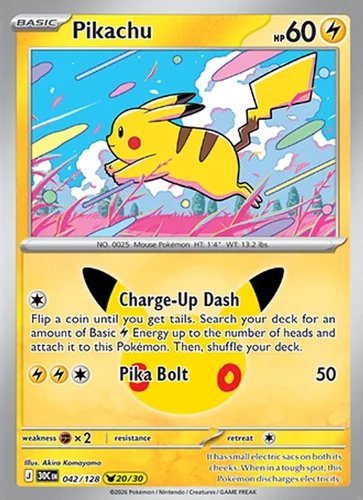 BASIC
Pikachu
HP60
NO. 0025 Mouse Pokémon HT: 1'4" WT: 13.2 lbs.
Charge-Up Dash
Flip a coin until you get tails. Search your deck for an
amount of Basic Energy up to the number of heads and
attach it to this Pokémon. Then, shuffle your deck.
Pika Bolt 50
weakness ×2 resistance retreat
Illus. Akira Komayama
J 30C EN 042/128 20/30
It has small electric sacs on both its
cheeks. When in a tough spot, this
Pokémon discharges electricity.
©2026 Pokémon / Nintendo / Creatures / GAME FREAK